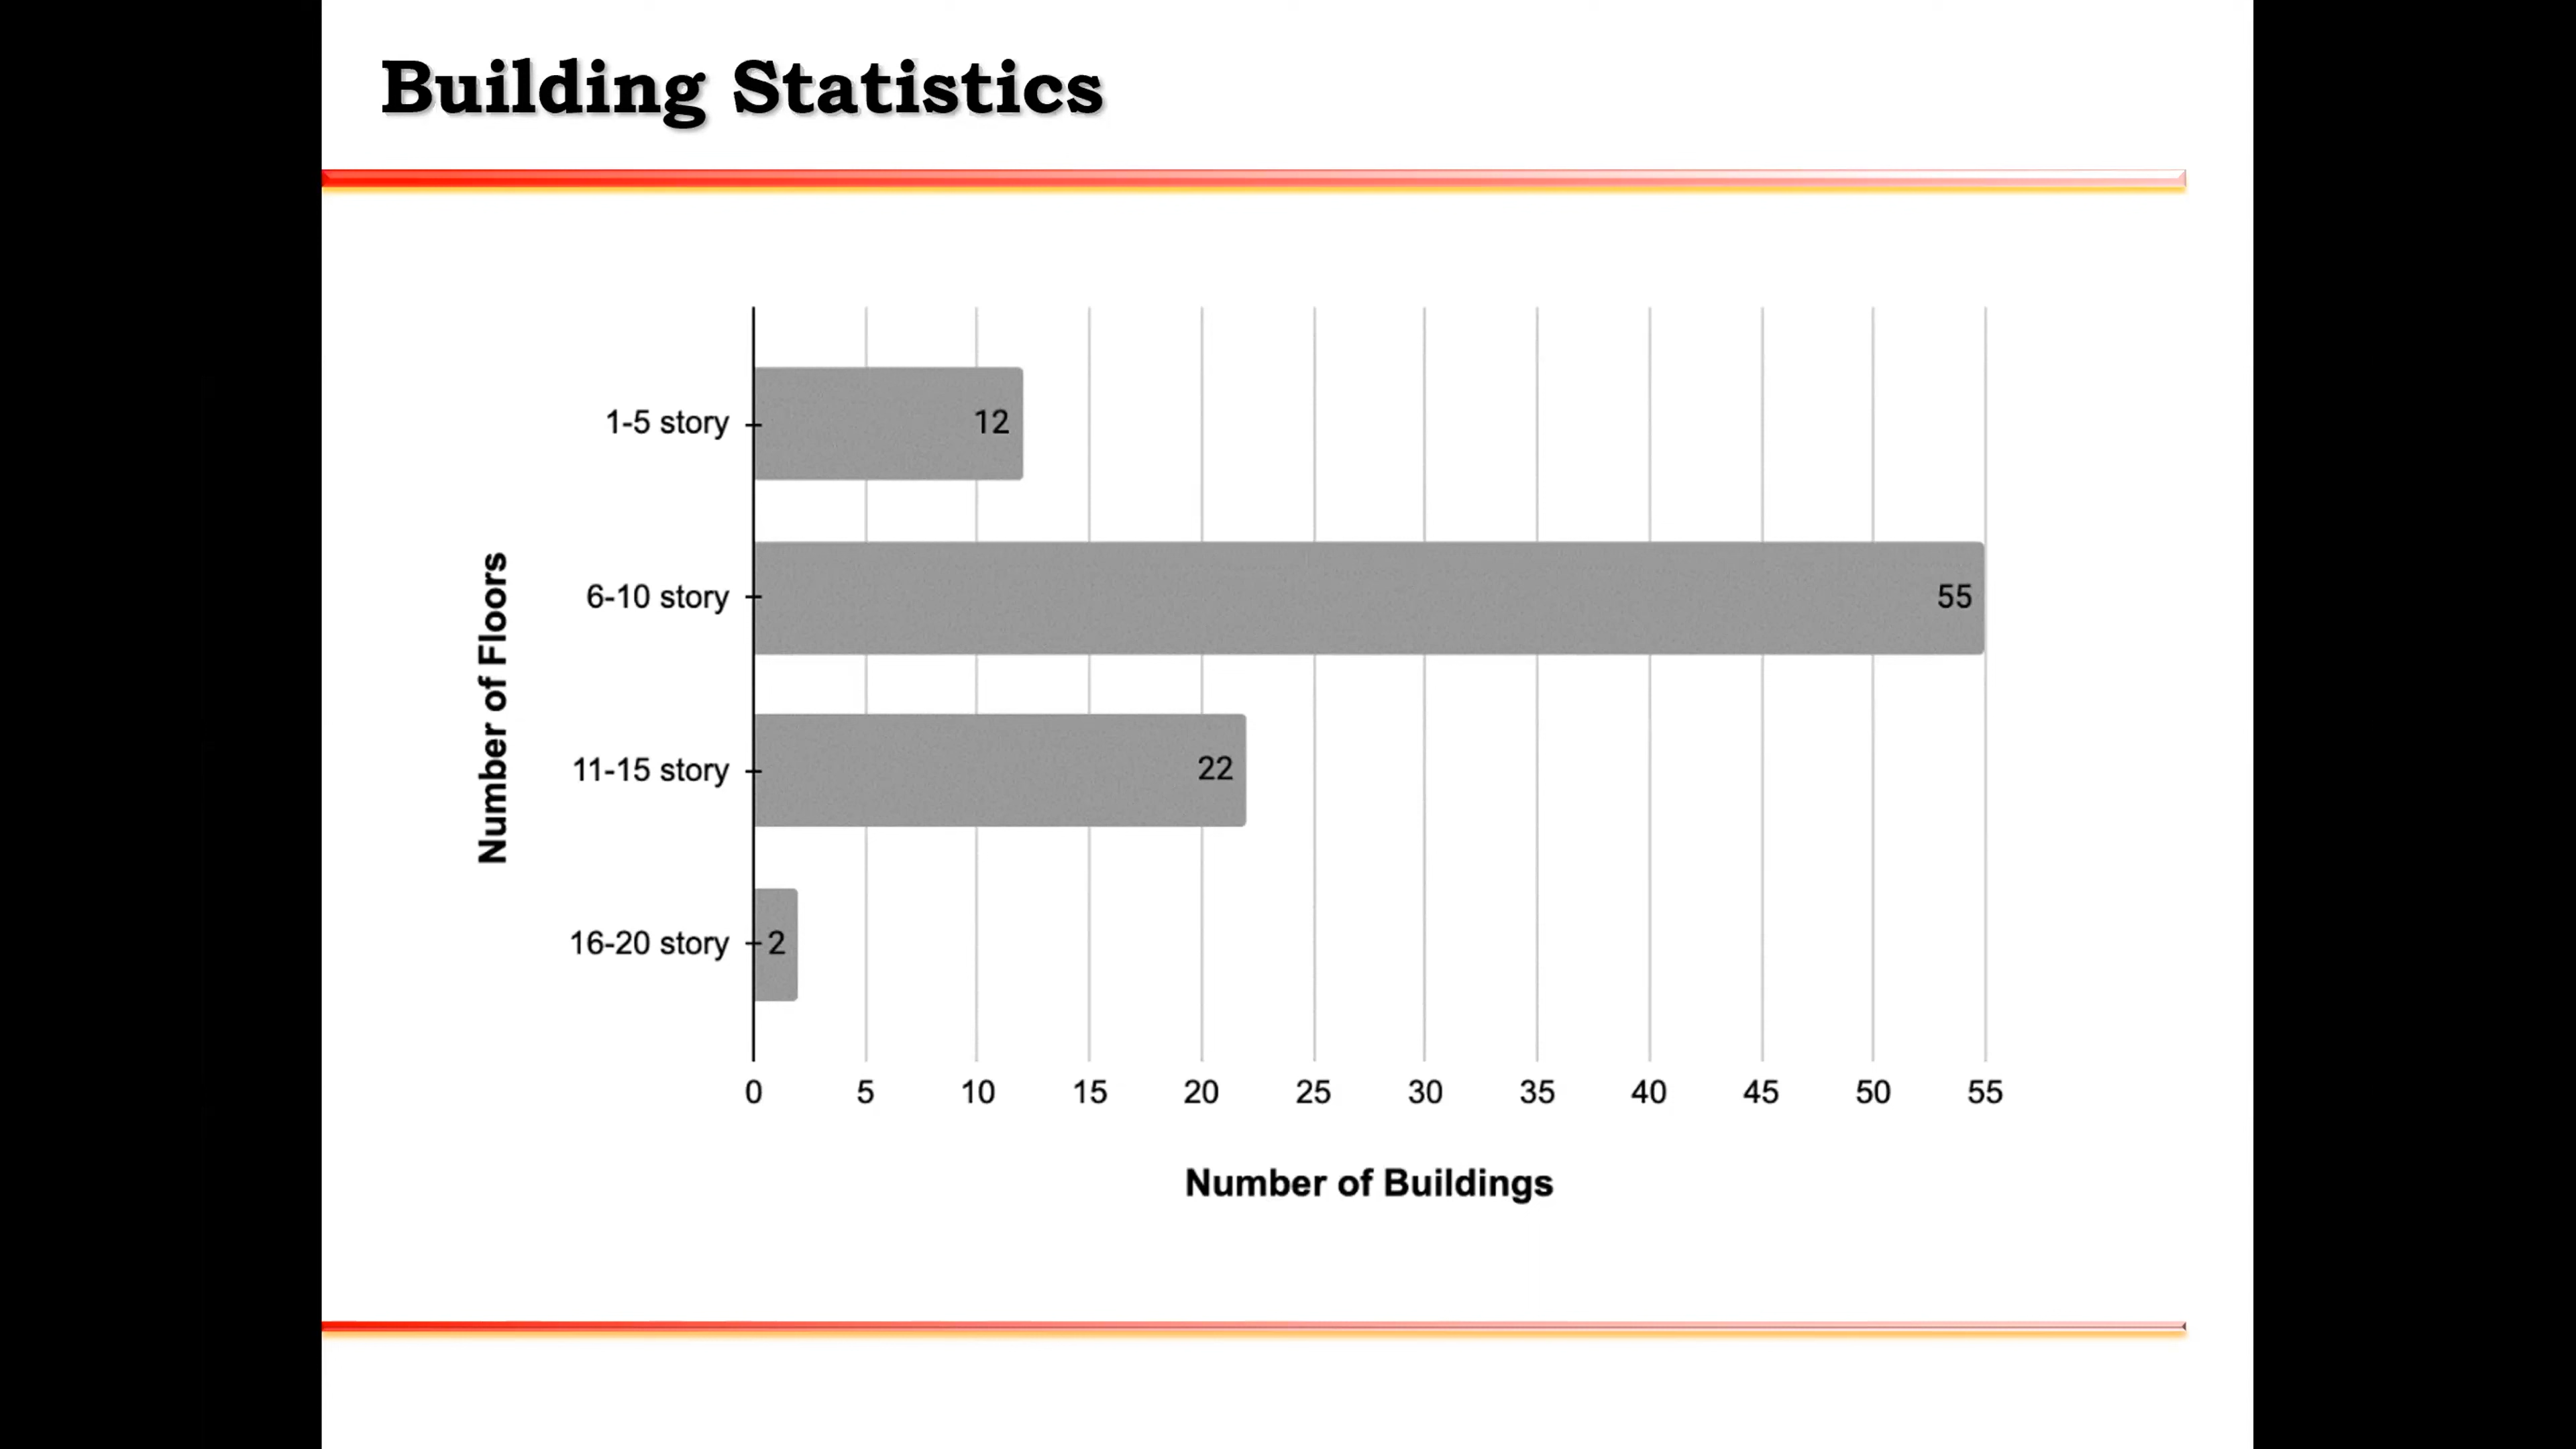 Building Statistics
Number of Floors
1-5 story
12
6-10 story
55
11-15 story
22
16-20 story
2
0 5 10 15 20 25 30 35 40 45 50 55
Number of Buildings